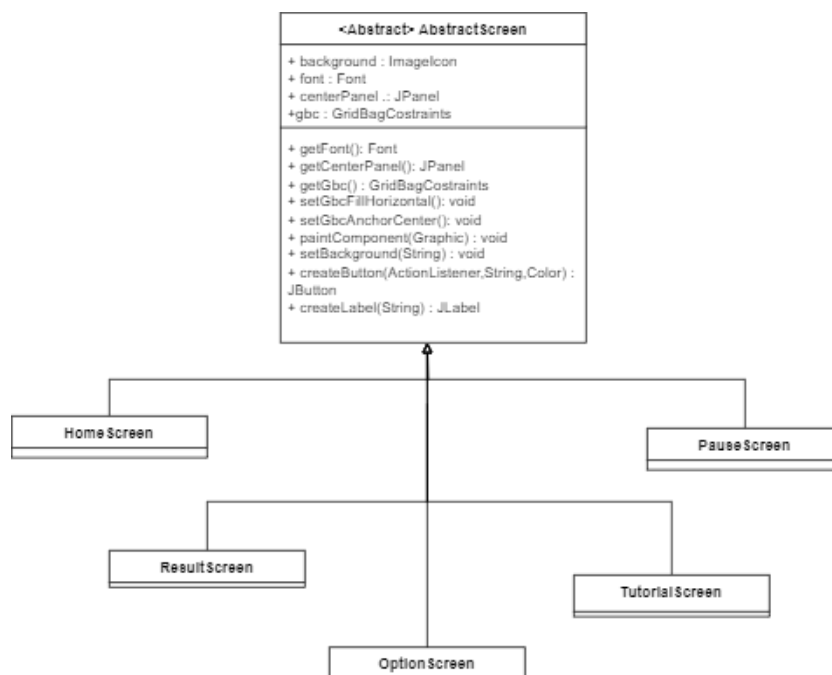 <Abstract> AbstractScreen
+ background : ImageIcon
+ font : Font
+ centerPanel .: JPanel
+gbc : GridBagCostraints
+ getFont(): Font
+ getCenterPanel(): JPanel
+ getGbc() : GridBagCostraints
+ setGbcFillHorizontal(): void
+ setGbcAnchorCenter(): void
+ paintComponent(Graphic) : void
+ setBackground(String) : void
+ createButton(ActionListener,String,Color) :
JButton
+ createLabel(String) : JLabel
HomeScreen
PauseScreen
ResultScreen
TutorialScreen
OptionScreen